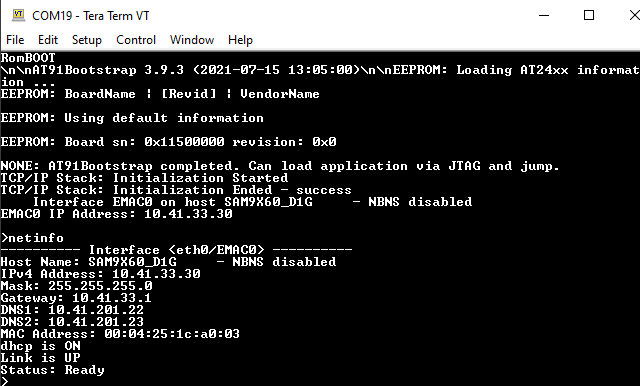 COM19 - Tera Term VT
File Edit Setup Control Window Help
RomBOOT
\n\nAT91Bootstrap 3.9.3 (2021-07-15 13:05:00)\n\nEEPROM: Loading AT24xx informat
ion ...
EEPROM: BoardName | [Revid] | VendorName
EEPROM: Using default information
EEPROM: Board sn: 0x11500000 revision: 0x0
NONE: AT91Bootstrap completed. Can load application via JTAG and jump.
TCP/IP Stack: Initialization Started
TCP/IP Stack: Initialization Ended - success
    Interface EMAC0 on host SAM9X60_D1G     - NBNS disabled
EMAC0 IP Address: 10.41.33.30
>netinfo
---------- Interface <eth0/EMAC0> ----------
Host Name: SAM9X60_D1G     - NBNS disabled
IPv4 Address: 10.41.33.30
Mask: 255.255.255.0
Gateway: 10.41.33.1
DNS1: 10.41.201.22
DNS2: 10.41.201.23
MAC Address: 00:04:25:1c:a0:03
dhcp is ON
Link is UP
Status: Ready
>